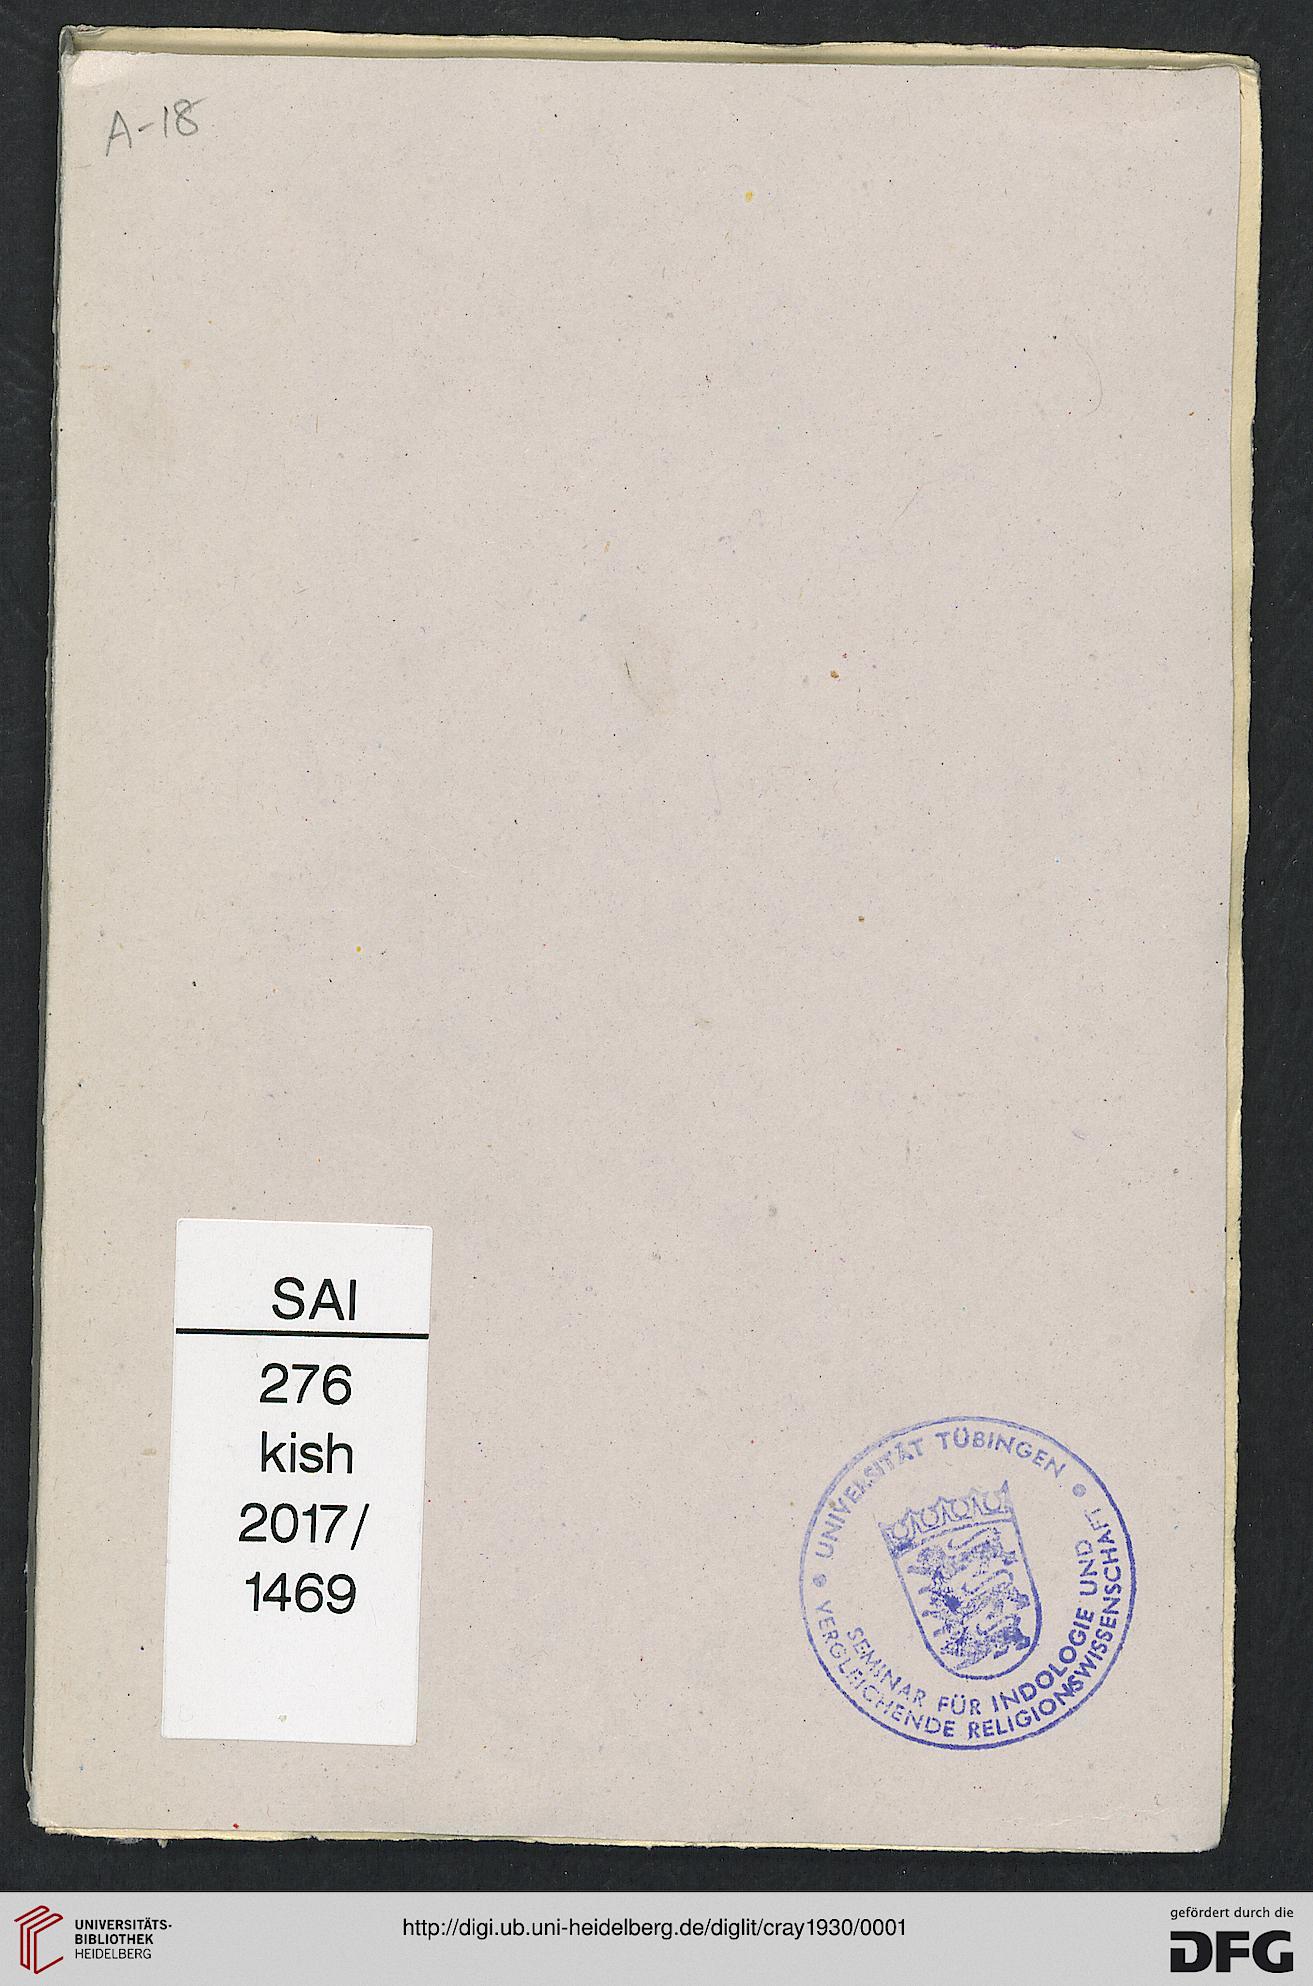 A-18
SAI
276
kish
2017/
1469
UNIVERSITÄT TÜBINGEN
SEMINAR FÜR INDOLOGIE UND
VERGLEICHENDE RELIGIONSWISSENSCHAFT
UNIVERSITÄTS-
BIBLIOTHEK
HEIDELBERG
http://digi.ub.uni-heidelberg.de/diglit/cray1930/0001
gefördert durch die
DFG